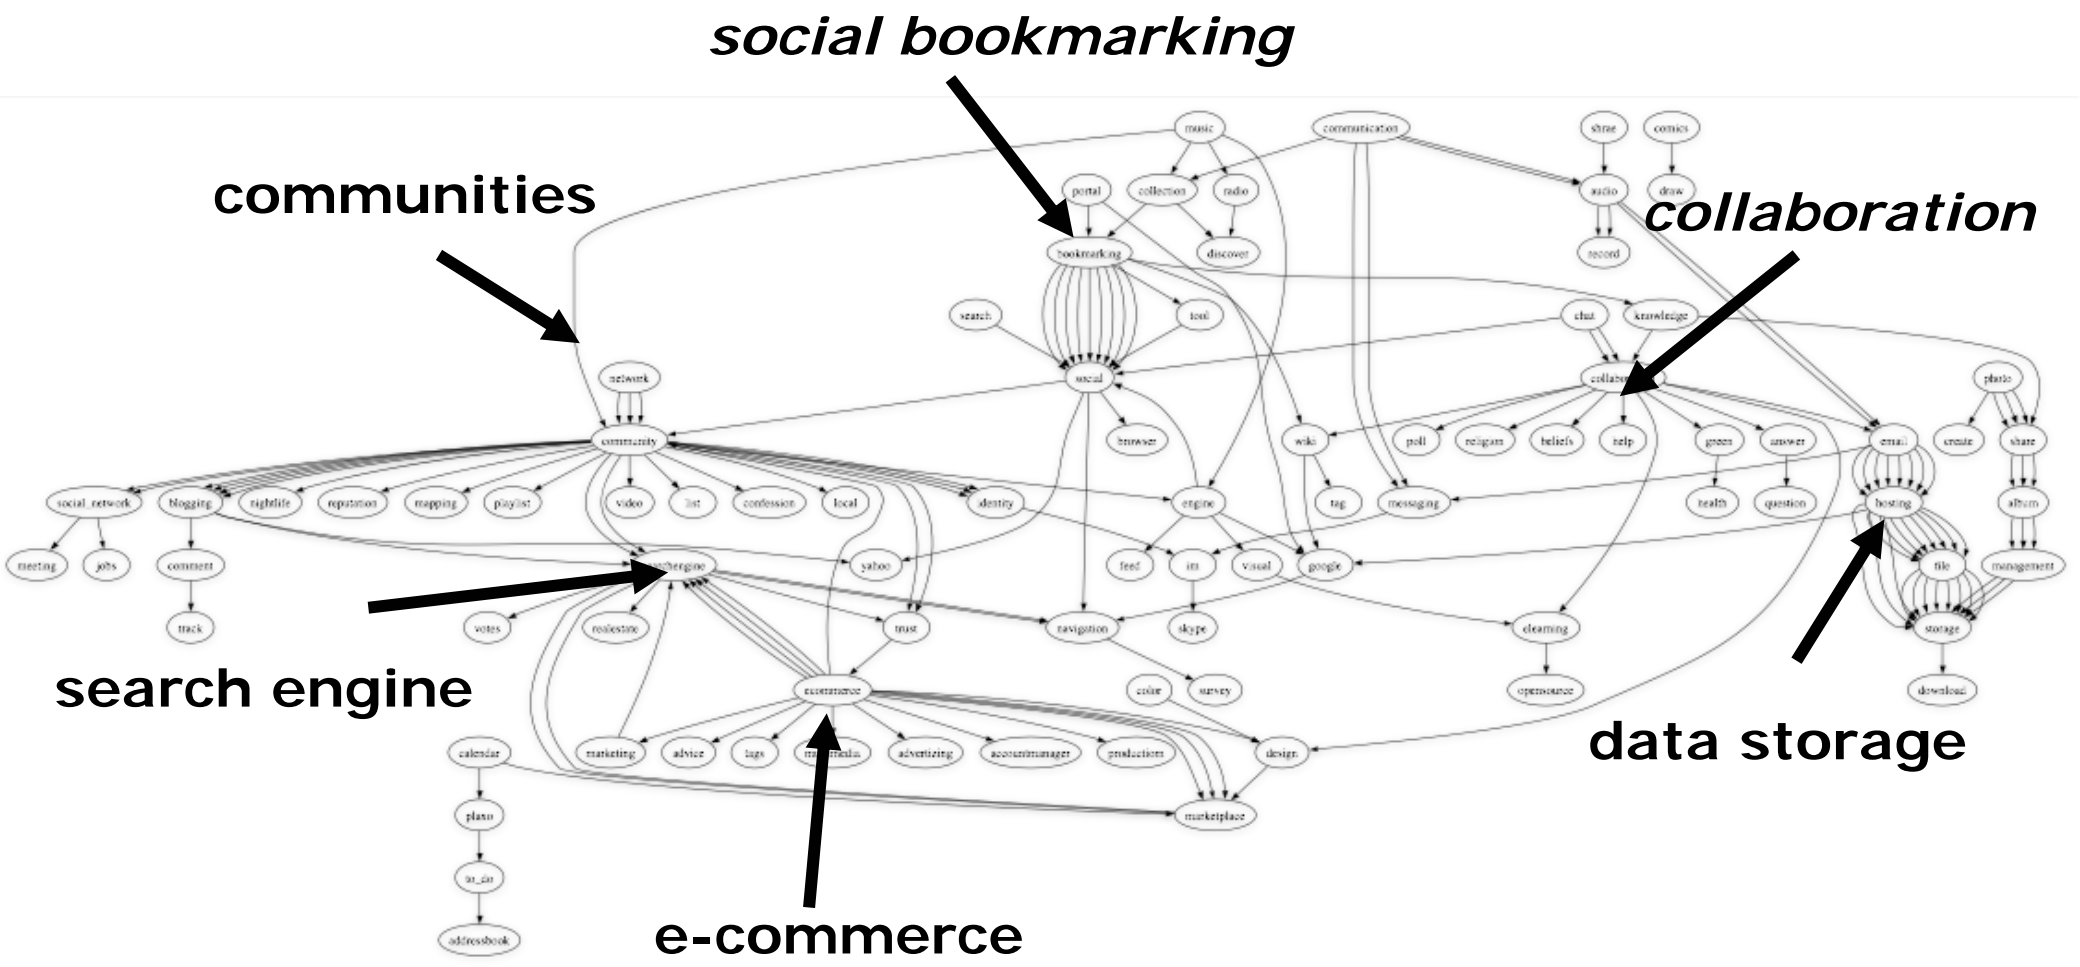 social bookmarking
music
communication
shrae
comics
communities
portal
collection
radio
audio
draw
collaboration
bookmarking
discover
record
search
tool
chat
knowledge
network
social
photo
community
browser
wiki
poll
religion
beliefs
help
green
answer
email
create
share
social_network
blogging
nightlife
reputation
mapping
playlist
video
list
confession
local
identity
engine
tag
messaging
health
question
hosting
album
meeting
jobs
comment
yahoo
feed
im
visual
google
file
management
track
votes
realestate
trust
navigation
skype
elearning
storage
search engine
ecommerce
color
survey
opensource
download
data storage
calendar
marketing
advice
tags
advertizing
accountmanager
productions
design
plaxo
marketplace
to_do
e-commerce
addressbook